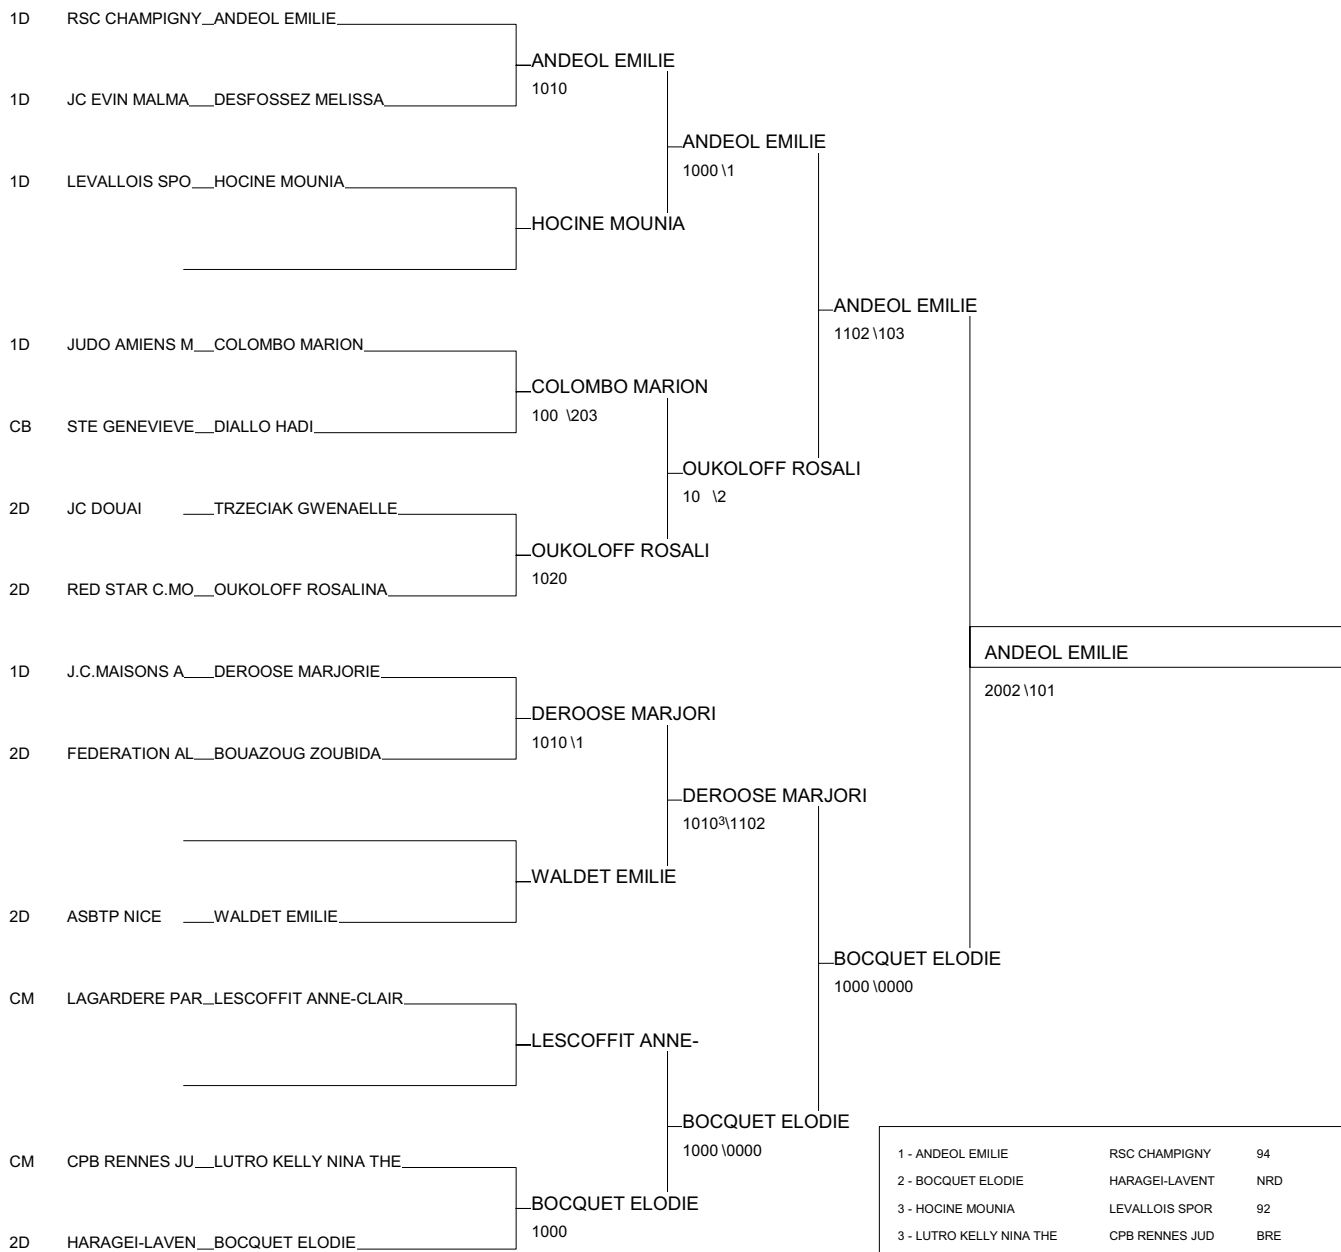 1D RSC CHAMPIGNY ANDEOL EMILIE
ANDEOL EMILIE
1010
1D JC EVIN MALMA DESFOSSEZ MELISSA
ANDEOL EMILIE
1000 \1
1D LEVALLOIS SPO HOCINE MOUNIA
HOCINE MOUNIA
ANDEOL EMILIE
1102 \103
1D JUDO AMIENS M COLOMBO MARION
COLOMBO MARION
100 \203
CB STE GENEVIEVE DIALLO HADI
OUKOLOFF ROSALI
10 \2
2D JC DOUAI TRZECIAK GWENAELLE
OUKOLOFF ROSALI
1020
2D RED STAR C.MO OUKOLOFF ROSALINA
ANDEOL EMILIE
2002 \101
1D J.C.MAISONS A DEROOSE MARJORIE
DEROOSE MARJORI
1010 \1
2D FEDERATION AL BOUAZOUG ZOUBIDA
DEROOSE MARJORI
1010³\1102
WALDET EMILIE
2D ASBTP NICE WALDET EMILIE
BOCQUET ELODIE
1000 \0000
CM LAGARDERE PAR LESCOFFIT ANNE-CLAIR
LESCOFFIT ANNE-
BOCQUET ELODIE
1000 \0000
CM CPB RENNES JU LUTRO KELLY NINA THE
BOCQUET ELODIE
1000
2D HARAGEI-LAVEN BOCQUET ELODIE
1 - ANDEOL EMILIE RSC CHAMPIGNY 94
2 - BOCQUET ELODIE HARAGEI-LAVENT NRD
3 - HOCINE MOUNIA LEVALLOIS SPOR 92
3 - LUTRO KELLY NINA THE CPB RENNES JUD BRE